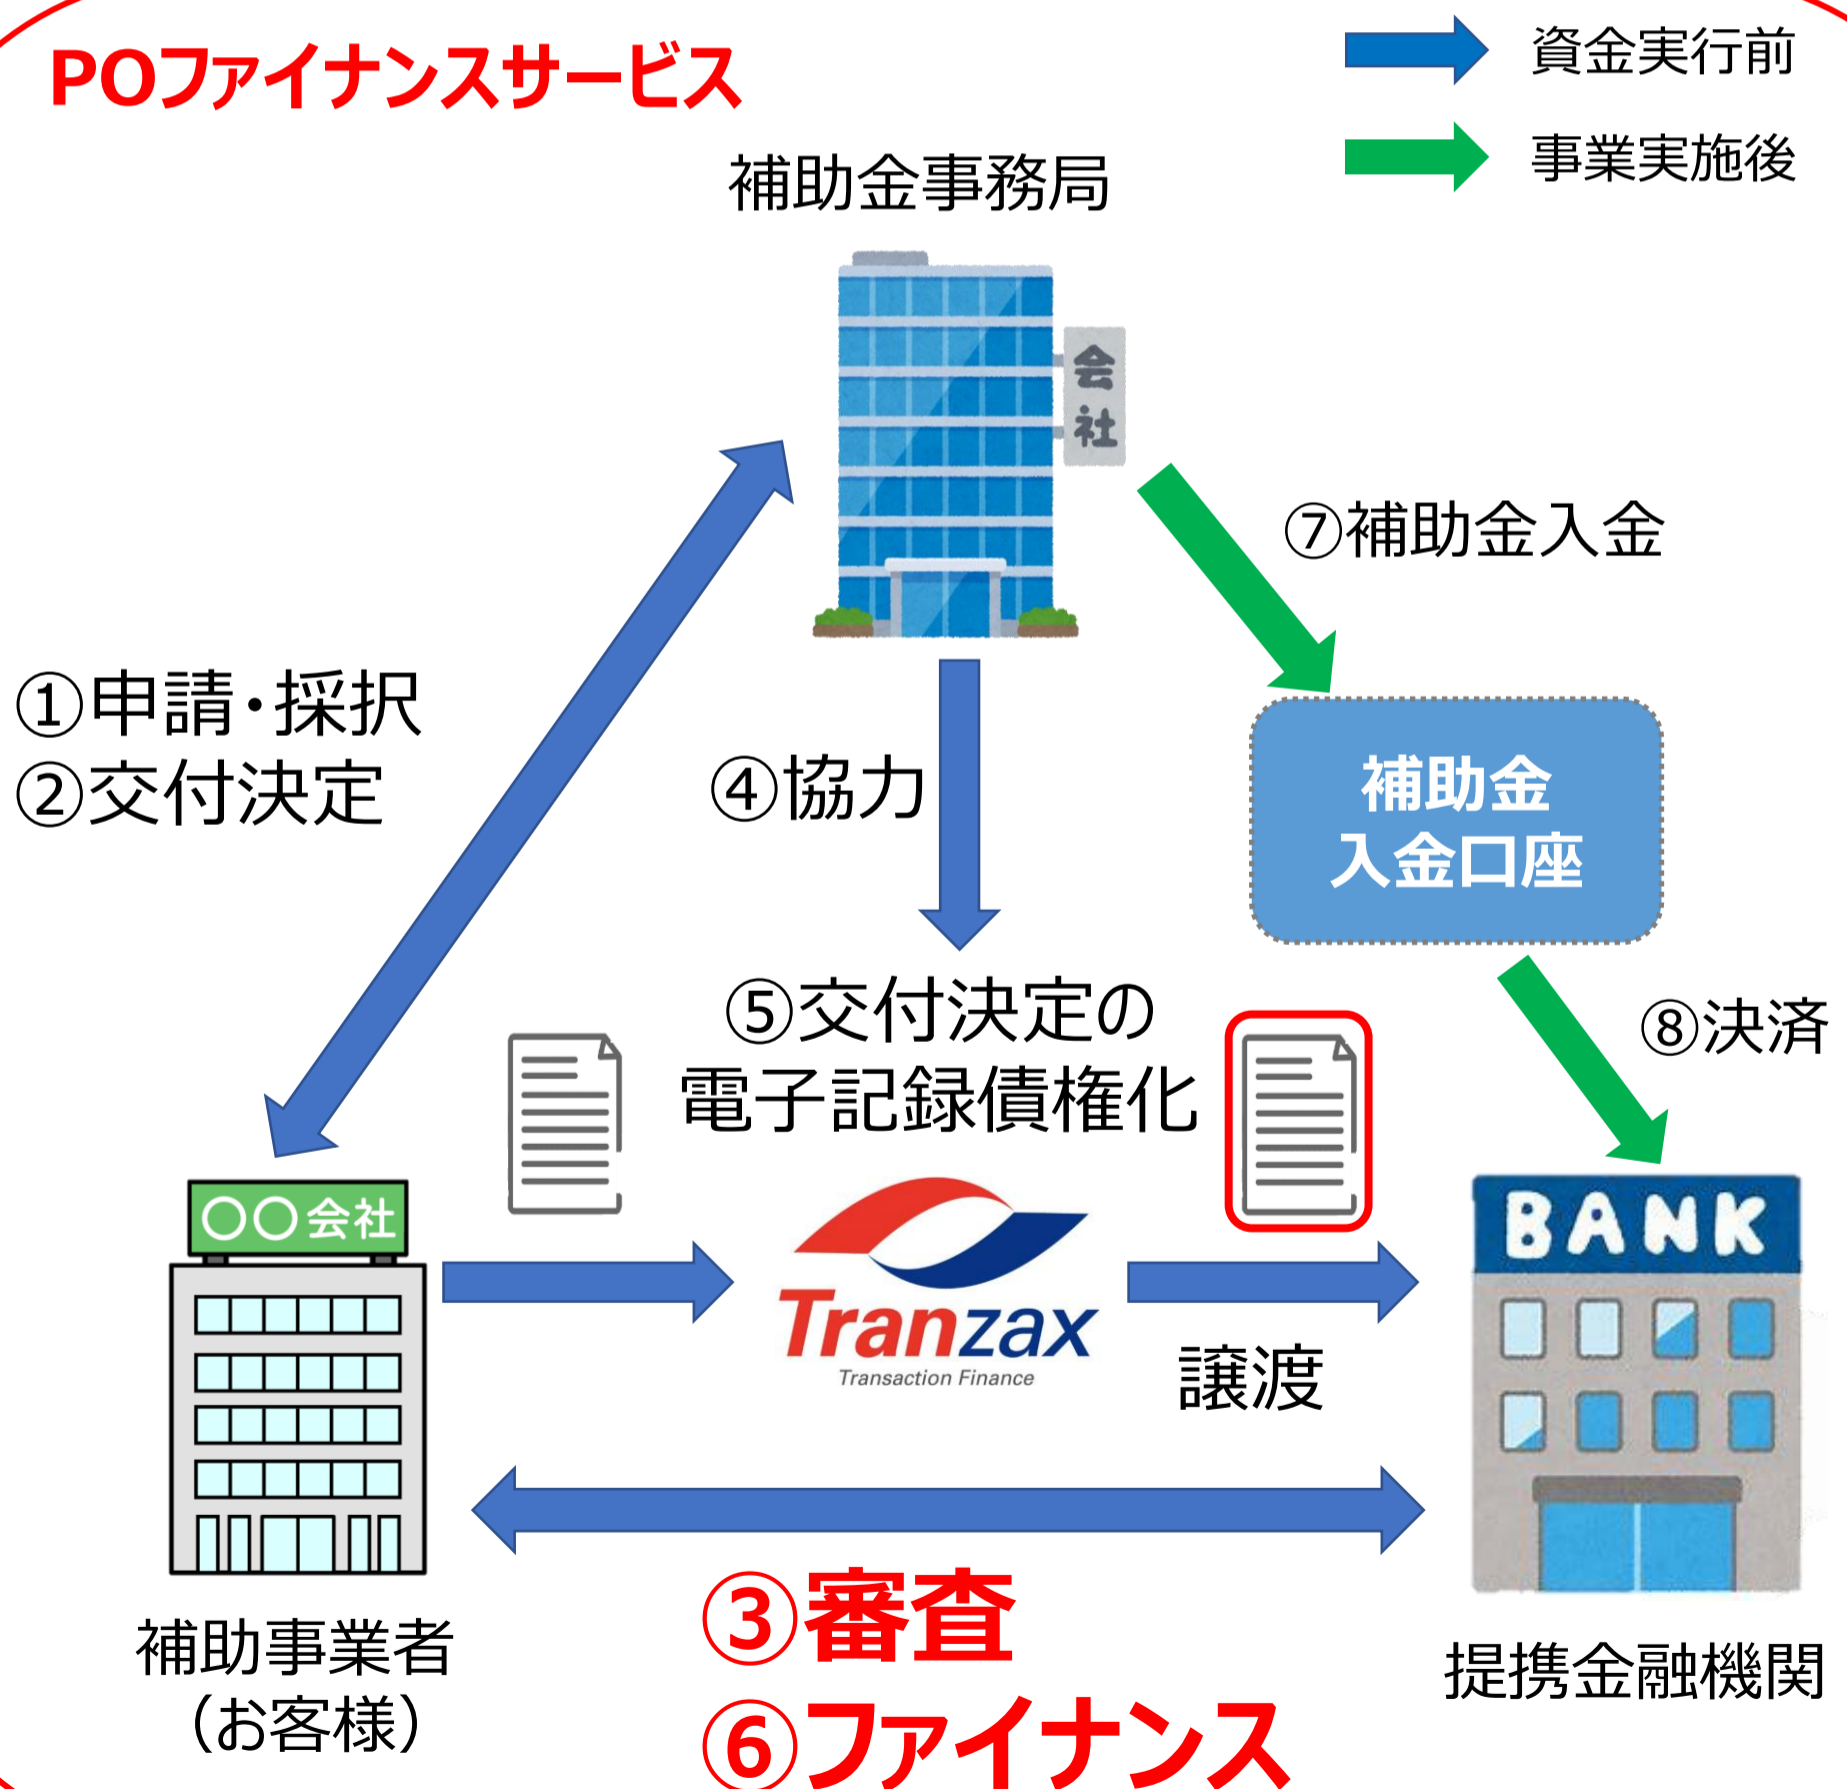 POファイナンスサービス
資金実行前
事業実施後
補助金事務局
会社
⑦補助金入金
①申請・採択
②交付決定
④協力
補助金
入金口座
⑤交付決定の
電子記録債権化
⑧決済
〇〇会社
Tranzax
Transaction Finance
譲渡
BANK
③審査
⑥ファイナンス
補助事業者
（お客様）
提携金融機関